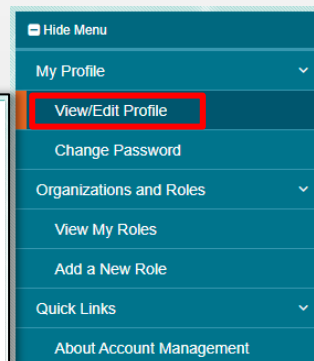 Hide Menu
My Profile
View/Edit Profile
Change Password
Organizations and Roles
View My Roles
Add a New Role
Quick Links
About Account Management